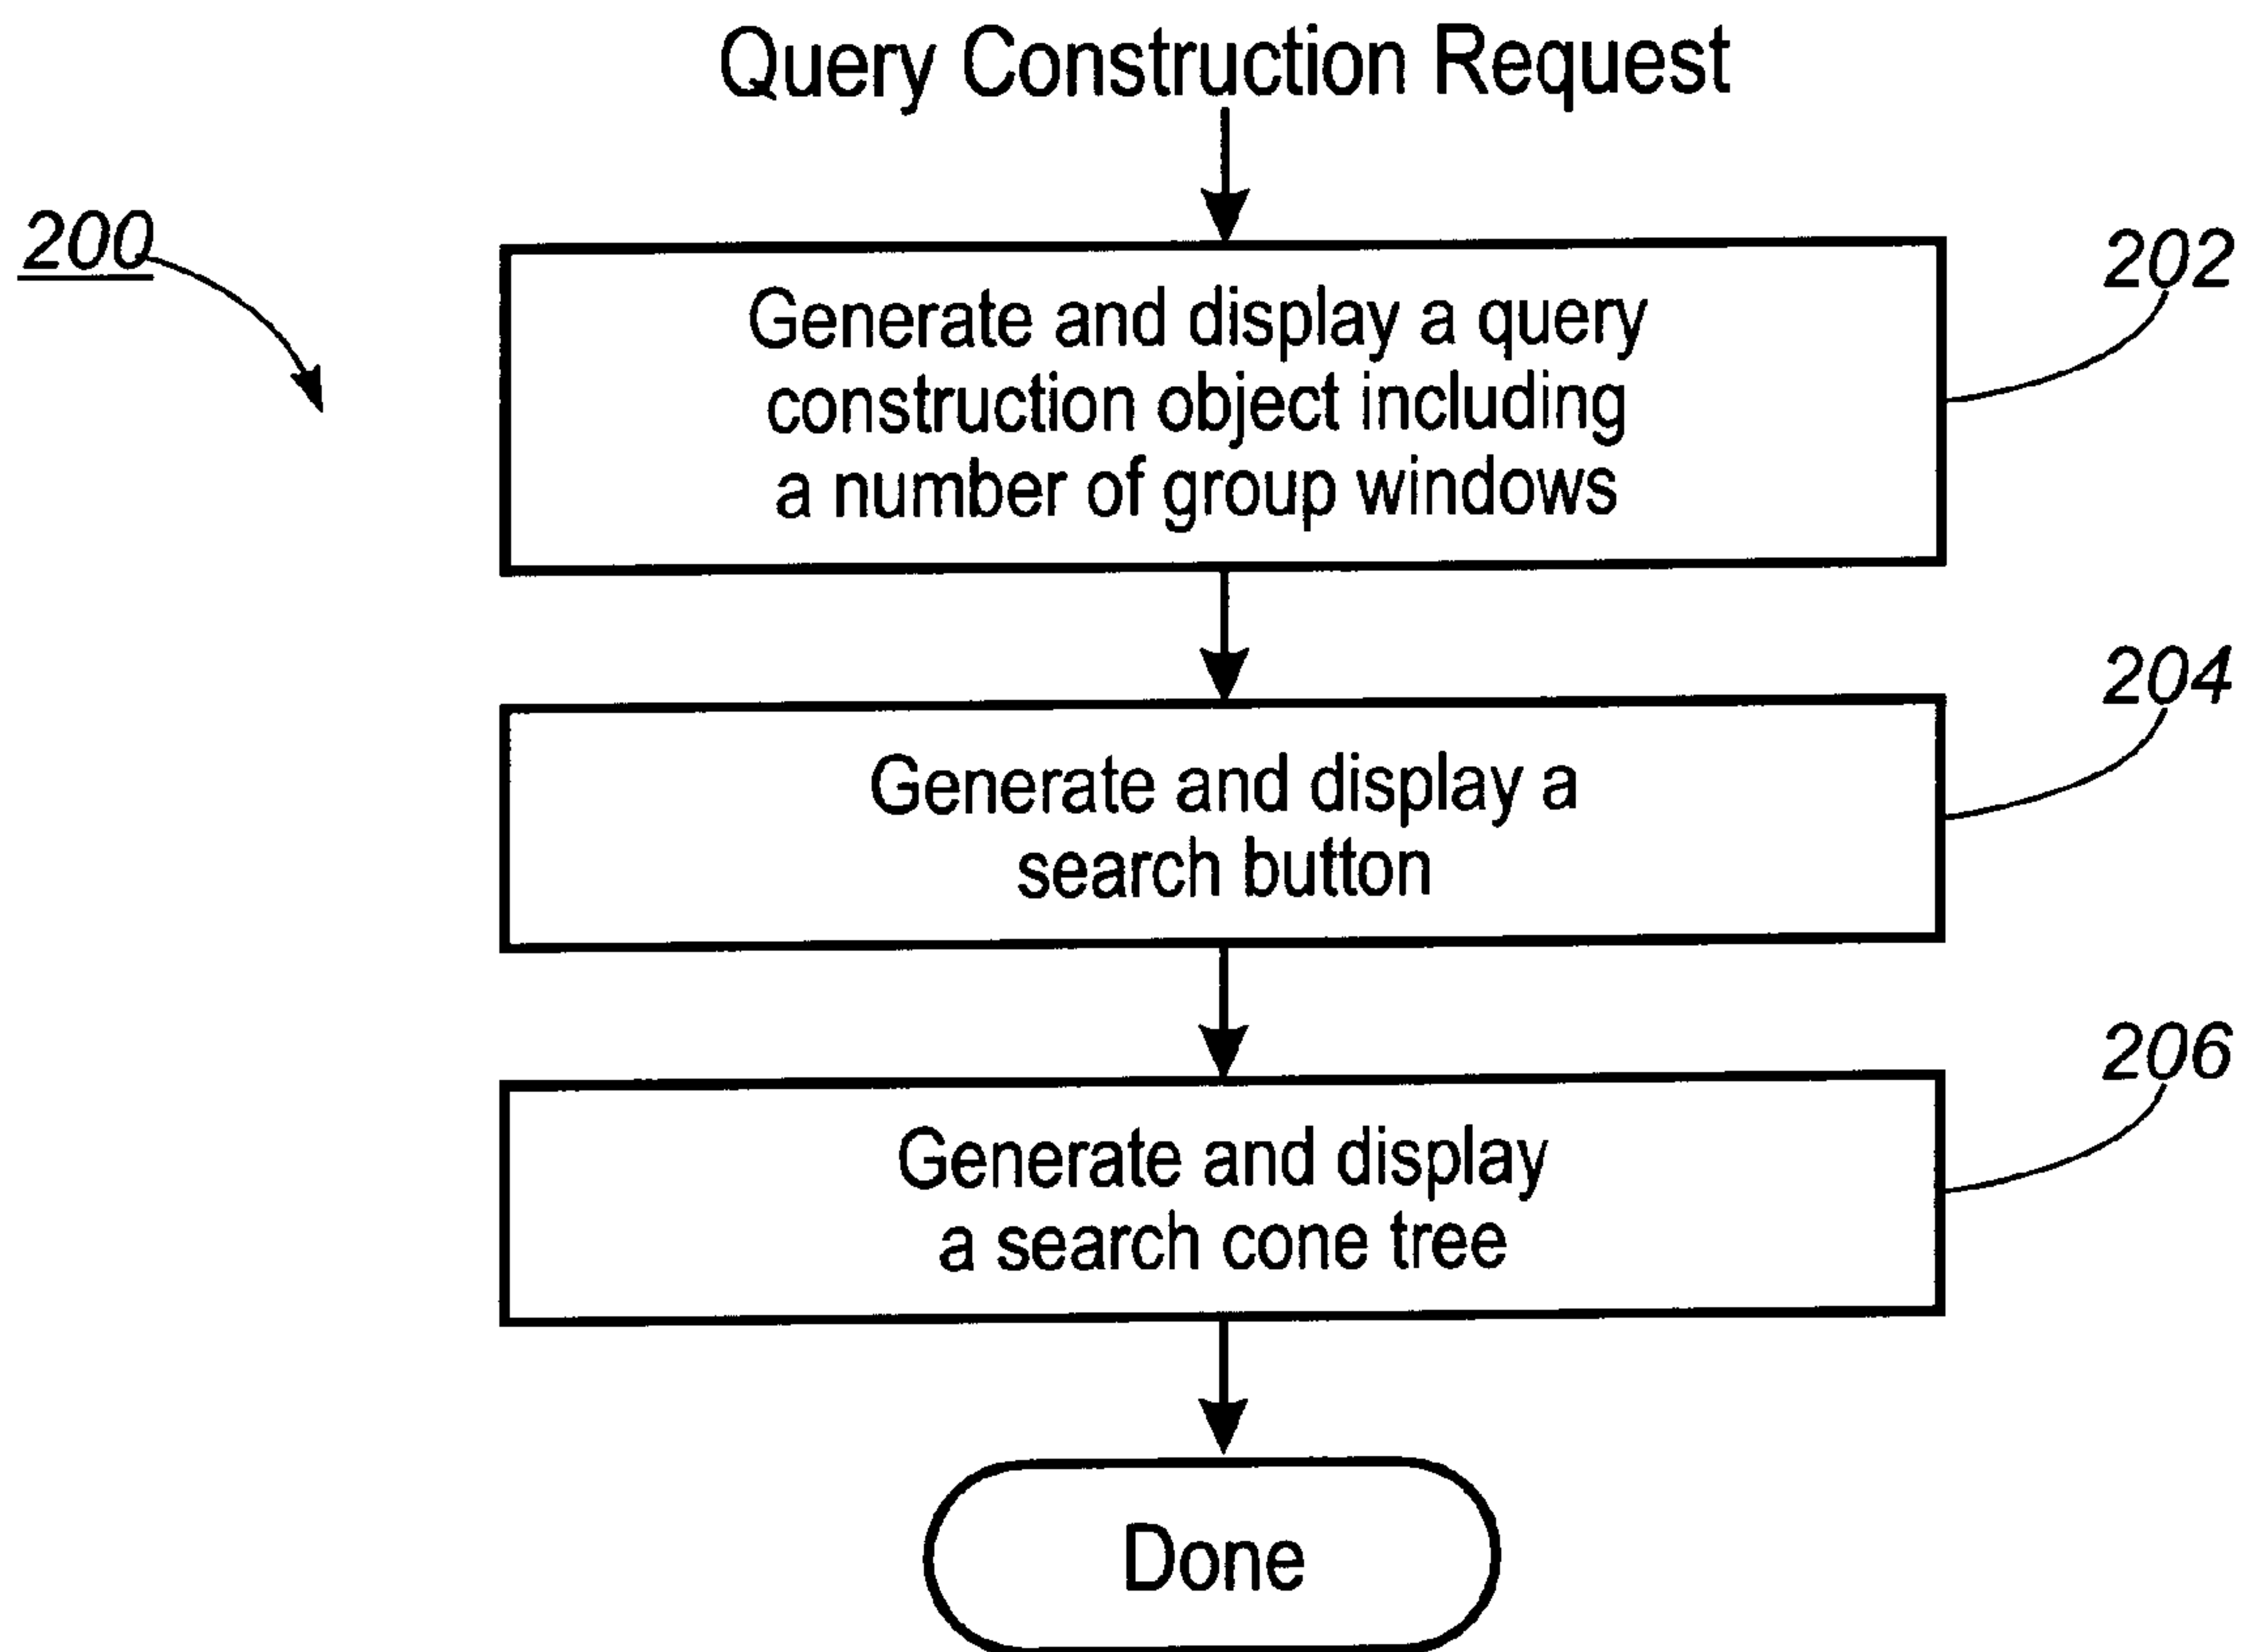 Query Construction Request
200
202
Generate and display a query
construction object including
a number of group windows
204
Generate and display a
search button
206
Generate and display
a search cone tree
Done